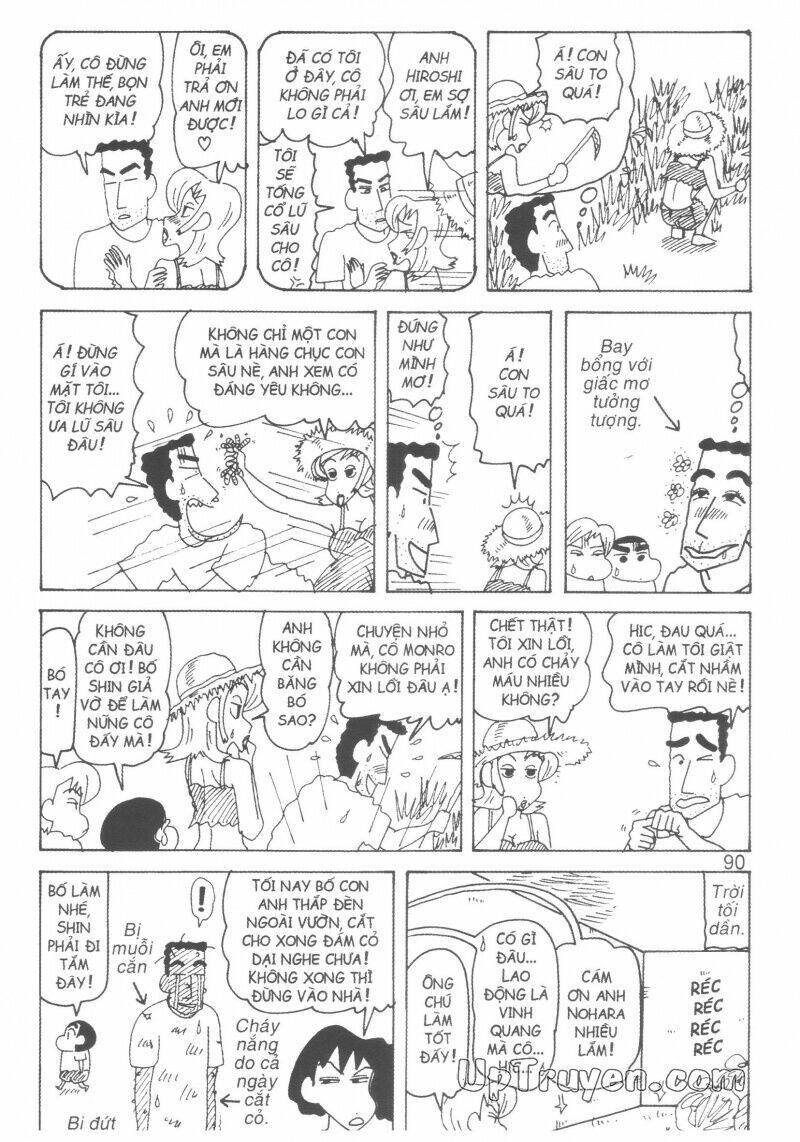 Á! CON
SÂU TO
QUÁ!
ANH
HIROSHI
ƠI, EM SỢ
SÂU LẮM!
ĐÃ CÓ TÔI
Ở ĐÂY, CÔ
KHÔNG PHẢI
LO GÌ CẢ!
TÔI
SẼ
TỐNG
CỔ LŨ
SÂU
CHO
CÔ!
ÔI, EM
PHẢI
TRẢ ƠN
ANH MỚI
ĐƯỢC!
♡
ẤY, CÔ ĐỪNG
LÀM THẾ, BỌN
TRẺ ĐANG
NHÌN KÌA!
Bay
bổng với
giấc mơ
tưởng
tượng.
Á!
CON
SÂU TO
QUÁ!
ĐÚNG
NHƯ
MÌNH
MƠ!
KHÔNG CHỈ MỘT CON
MÀ LÀ HÀNG CHỤC CON
SÂU NÈ, ANH XEM CÓ
ĐÁNG YÊU KHÔNG...
Á! ĐỪNG
GÍ VÀO
MẶT TÔI...
TÔI KHÔNG
ƯA LŨ SÂU
ĐÂU!
HIC, ĐAU QUÁ...
CÔ LÀM TÔI GIẬT
MÌNH, CẮT NHẦM
VÀO TAY RỒI NÈ!
CHẾT THẬT!
TÔI XIN LỖI,
ANH CÓ CHẢY
MÁU NHIỀU
KHÔNG?
CHUYỆN NHỎ
MÀ, CÔ MONRO
KHÔNG PHẢI
XIN LỖI ĐÂU Ạ!
ANH
KHÔNG
CẦN
BĂNG
BÓ
SAO?
KHÔNG
CẦN ĐÂU
CÔ ƠI! BỐ
SHIN GIẢ
VỜ ĐỂ LÀM
NŨNG CÔ
ĐẤY MÀ!
BÓ
TAY
!
90
Trời
tối
dần.
RÉC
RÉC
RÉC
RÉC
CÁM
ƠN ANH
NOHARA
NHIỀU
LẮM!
CÓ GÌ
ĐÂU...
LAO
ĐỘNG LÀ
VINH
QUANG
MÀ CÔ...
ÔNG
CHÚ
LÀM
TỐT
ĐẤY!
UpTruyen.com
TỐI NAY BỐ CON
ANH THẮP ĐÈN
NGOÀI VƯỜN, CẮT
CHO XONG ĐÁM CỎ
DẠI NGHE CHƯA!
KHÔNG XONG THÌ
ĐỪNG VÀO NHÀ!
!
Bị
muỗi
cắn
Cháy
nắng
do cả
ngày
cắt
cỏ.
BỐ LÀM
NHÉ,
SHIN
PHẢI ĐI
TẮM
ĐÂY!
Bị đứt